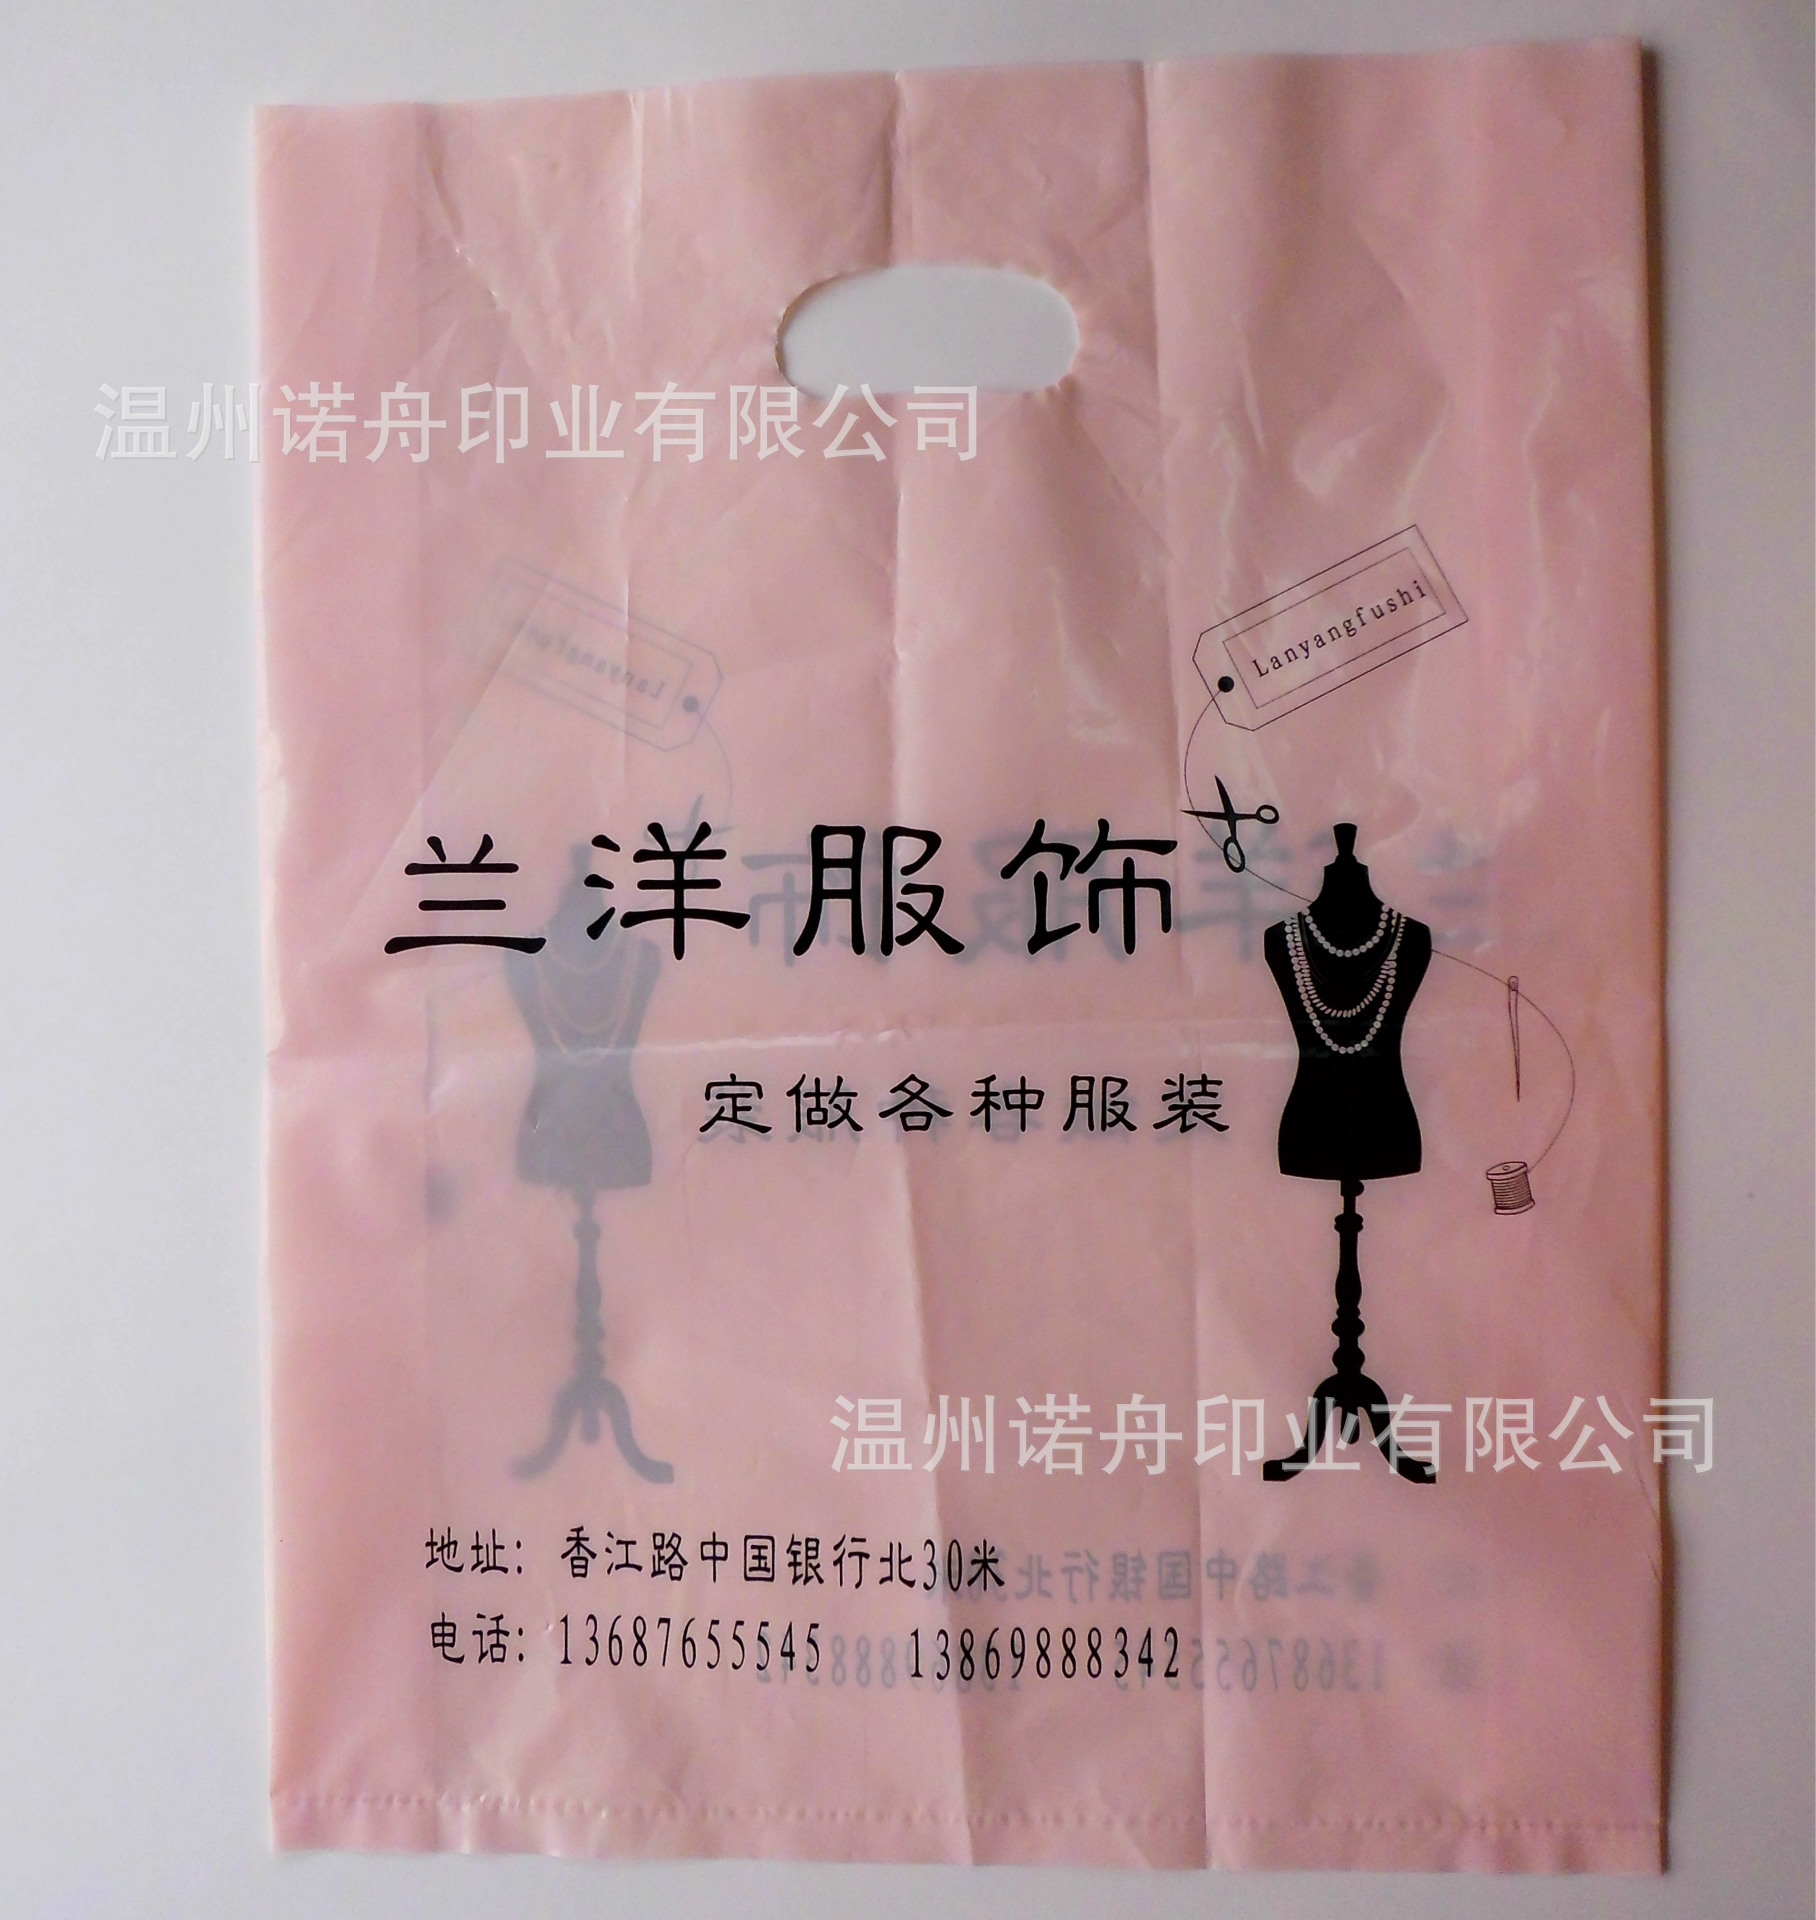 温州诺舟印业有限公司
Lanyangfushi
兰洋服饰
定做各种服装
温州诺舟印业有限公司
地址：香江路中国银行北30米
电话：13687655545 13869888342